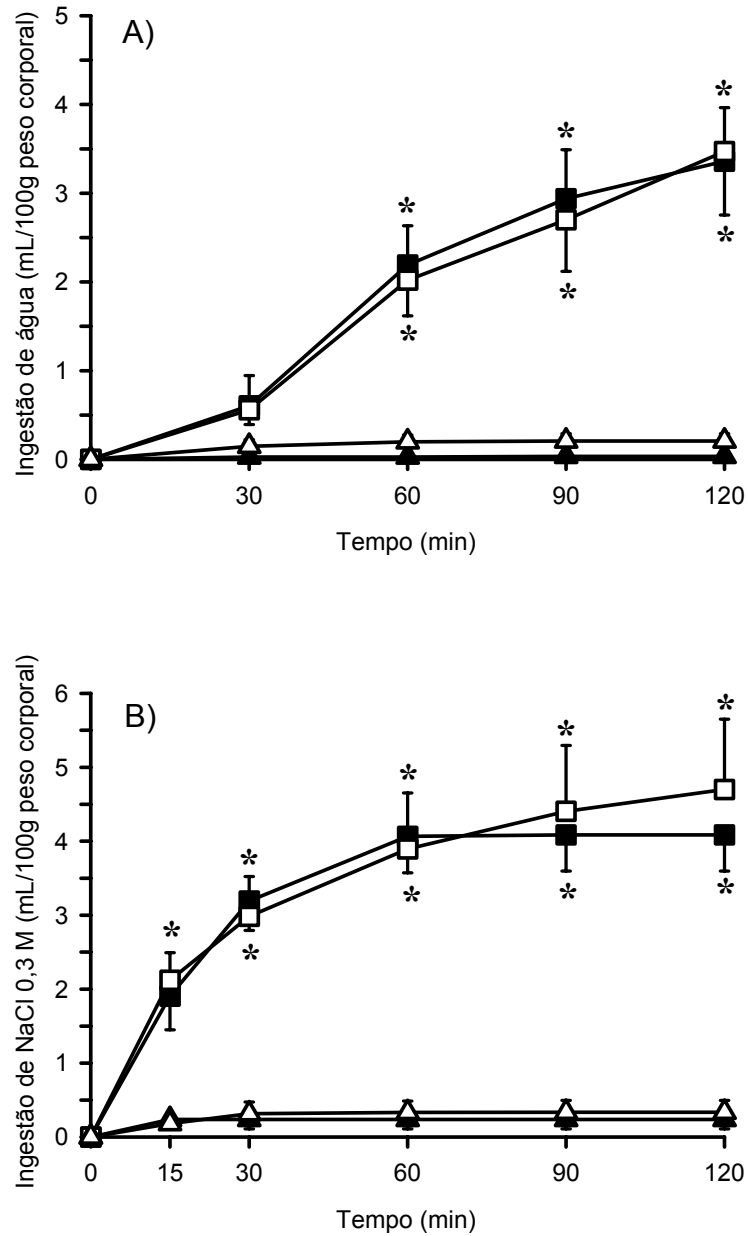 A)
Ingestão de água (mL/100g peso corporal)
5
4
3
2
1
0
* * *
* * *
0 30 60 90 120
Tempo (min)
B)
Ingestão de NaCl 0,3 M (mL/100g peso corporal)
6
5
4
3
2
1
0
* * * * *
* * * *
0 15 30 60 90 120
Tempo (min)